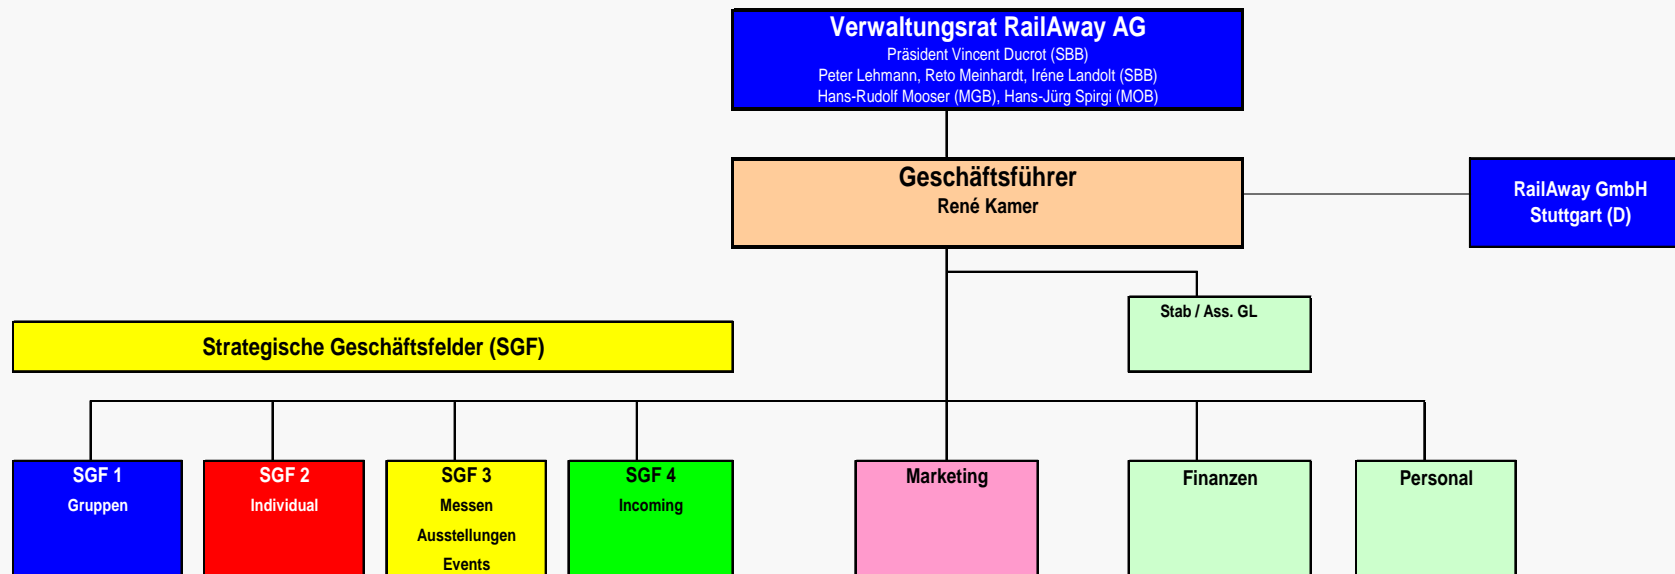 Verwaltungsrat RailAway AG
Präsident Vincent Ducrot (SBB)
Peter Lehmann, Reto Meinhardt, Iréne Landolt (SBB)
Hans-Rudolf Mooser (MGB), Hans-Jürg Spirgi (MOB)
Geschäftsführer
René Kamer
RailAway GmbH
Stuttgart (D)
Stab / Ass. GL
Strategische Geschäftsfelder (SGF)
SGF 1
Gruppen
SGF 2
Individual
SGF 3
Messen
Ausstellungen
Events
SGF 4
Incoming
Marketing
Finanzen
Personal